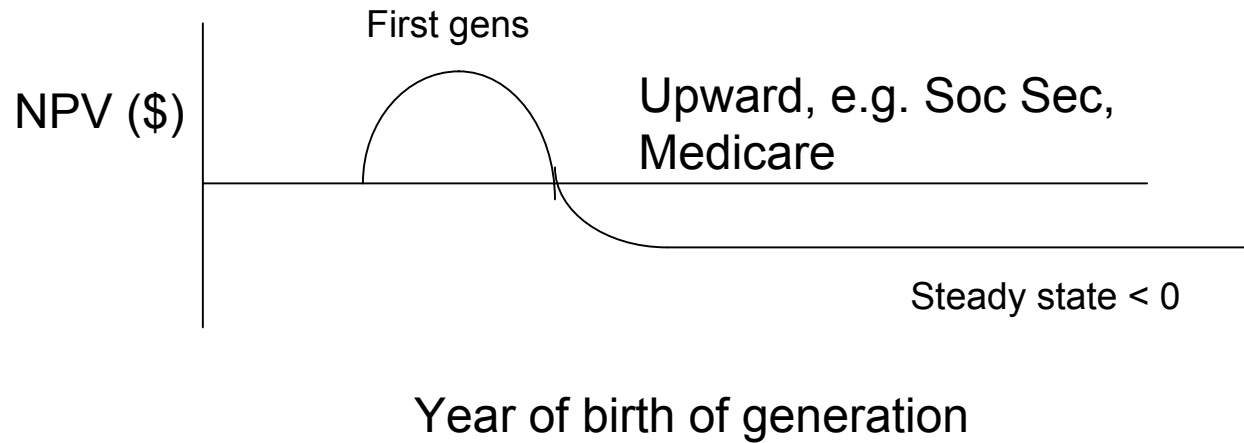 First gens
NPV ($)
Upward, e.g. Soc Sec,
Medicare
Steady state < 0
Year of birth of generation